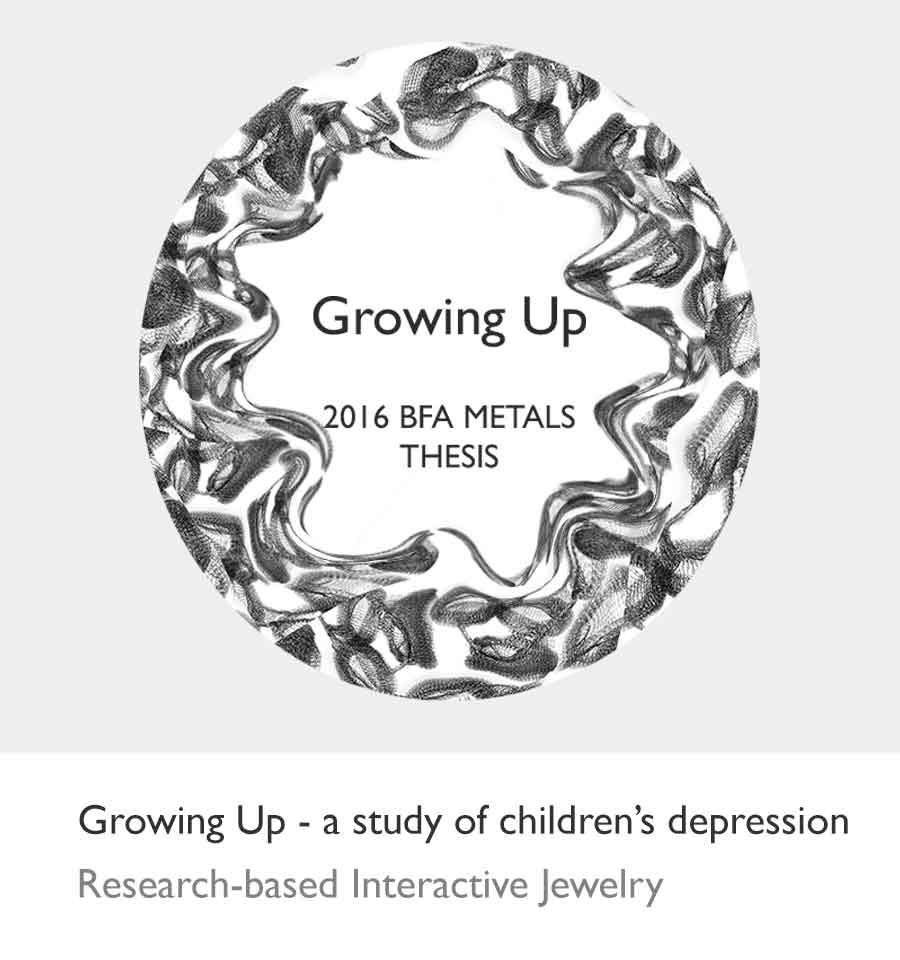 Growing Up
2016 BFA METALS
THESIS
Growing Up - a study of children’s depression
Research-based Interactive Jewelry